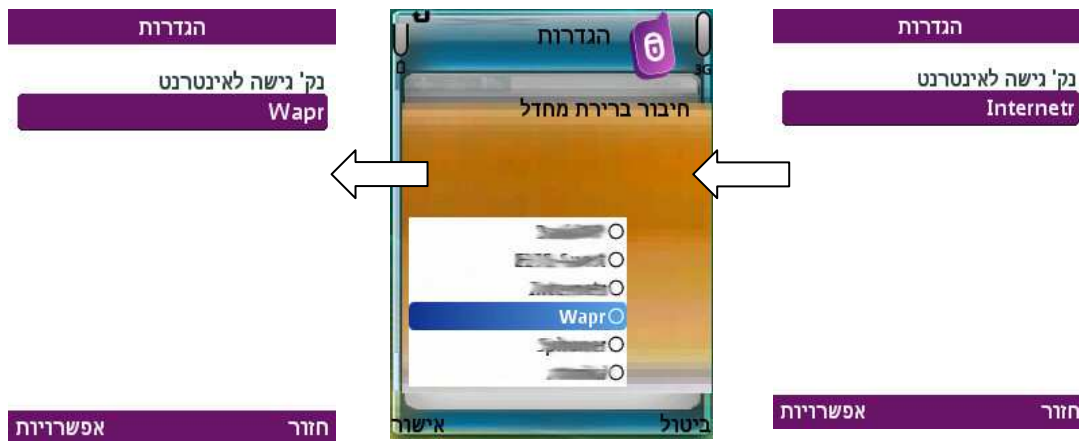 הגדרות
נק' גישה לאינטרנט
Internetr
חזור
אפשרויות
הגדרות
3G
חיבור ברירת מחדל
Wapr
ביטול
אישור
הגדרות
נק' גישה לאינטרנט
Wapr
חזור
אפשרויות